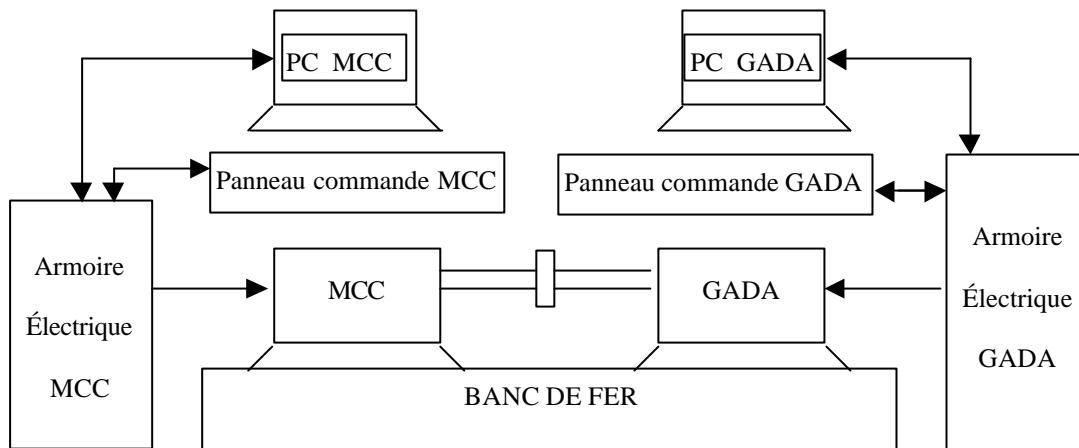 PC MCC
PC GADA
Panneau commande MCC
Panneau commande GADA
Armoire
Électrique
MCC
MCC
GADA
Armoire
Électrique
GADA
BANC DE FER